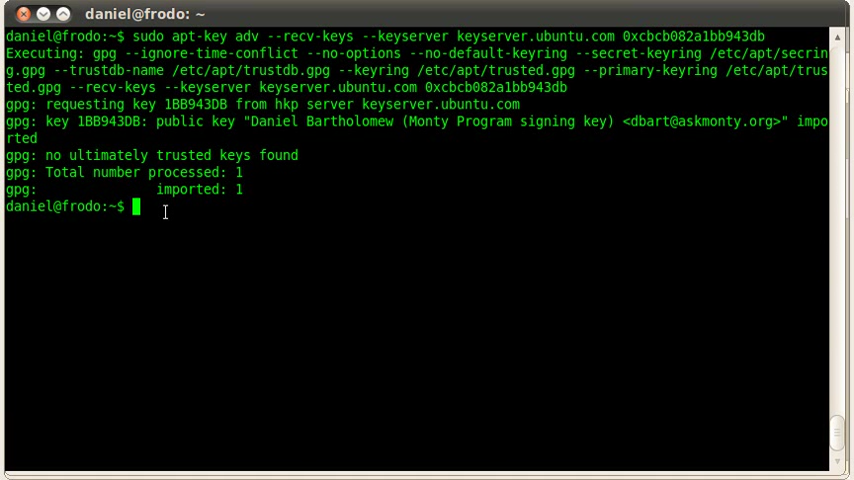 daniel@frodo: ~
daniel@frodo:~$ sudo apt-key adv --recv-keys --keyserver keyserver.ubuntu.com 0xcbcb082a1bb943db
Executing: gpg --ignore-time-conflict --no-options --no-default-keyring --secret-keyring /etc/apt/secrin
g.gpg --trustdb-name /etc/apt/trustdb.gpg --keyring /etc/apt/trusted.gpg --primary-keyring /etc/apt/trus
ted.gpg --recv-keys --keyserver keyserver.ubuntu.com 0xcbcb082a1bb943db
gpg: requesting key 1BB943DB from hkp server keyserver.ubuntu.com
gpg: key 1BB943DB: public key "Daniel Bartholomew (Monty Program signing key) <dbart@askmonty.org>" impo
rted
gpg: no ultimately trusted keys found
gpg: Total number processed: 1
gpg:               imported: 1
daniel@frodo:~$